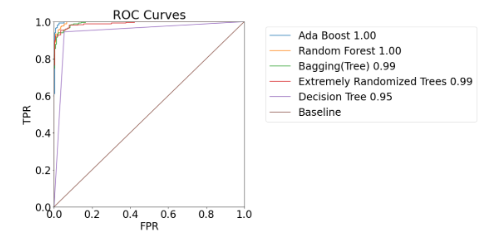 ROC Curves
TPR
1.0
0.8
0.6
0.4
0.2
0.0
0.0 0.2 0.4 0.6 0.8 1.0
FPR
Ada Boost 1.00
Random Forest 1.00
Bagging(Tree) 0.99
Extremely Randomized Trees 0.99
Decision Tree 0.95
Baseline